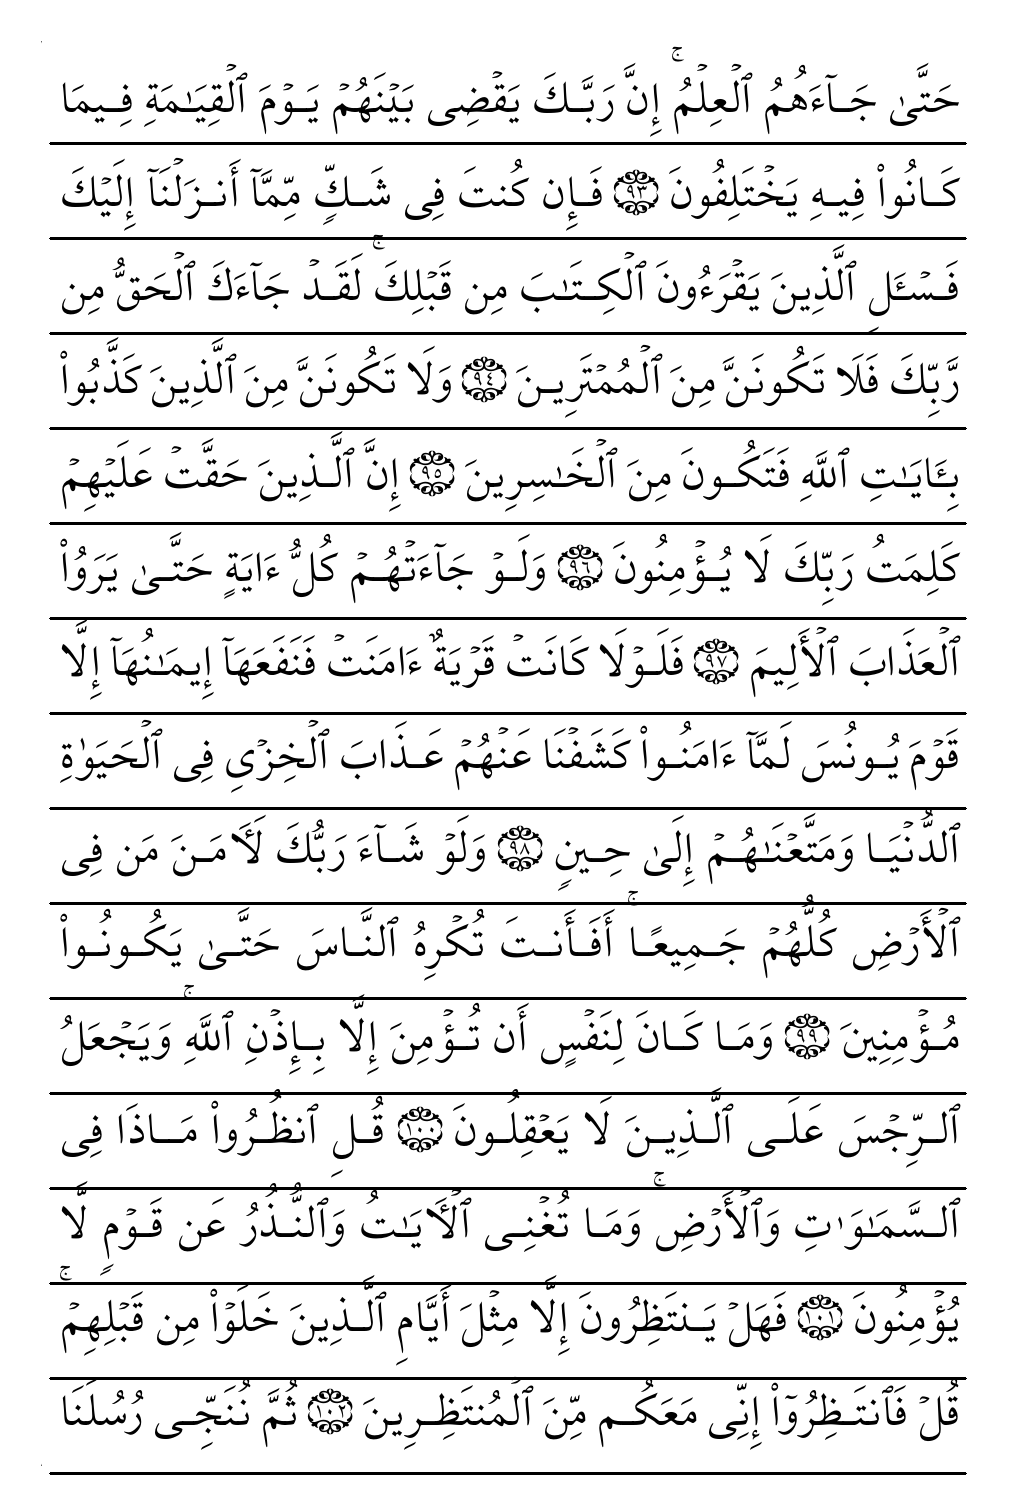 حَتَّىٰ جَآءَهُمُ ٱلۡعِلۡمُۚ إِنَّ رَبَّكَ يَقۡضِى بَيۡنَهُمۡ يَوۡمَ ٱلۡقِيَـٰمَةِ فِيمَا
كَانُوا۟ فِيهِ يَخۡتَلِفُونَ ٩٣ فَإِن كُنتَ فِى شَكٍّ مِّمَّآ أَنزَلۡنَآ إِلَيۡكَ
فَسۡـَٔلِ ٱلَّذِينَ يَقۡرَءُونَ ٱلۡكِتَـٰبَ مِن قَبۡلِكَۚ لَقَدۡ جَآءَكَ ٱلۡحَقُّ مِن
رَّبِّكَ فَلَا تَكُونَنَّ مِنَ ٱلۡمُمۡتَرِينَ ٩٤ وَلَا تَكُونَنَّ مِنَ ٱلَّذِينَ كَذَّبُوا۟
بِـَٔايَـٰتِ ٱللَّهِ فَتَكُونَ مِنَ ٱلۡخَـٰسِرِينَ ٩٥ إِنَّ ٱلَّذِينَ حَقَّتۡ عَلَيۡهِمۡ
كَلِمَتُ رَبِّكَ لَا يُؤۡمِنُونَ ٩٦ وَلَوۡ جَآءَتۡهُمۡ كُلُّ ءَايَةٍ حَتَّىٰ يَرَوُا۟
ٱلۡعَذَابَ ٱلۡأَلِيمَ ٩٧ فَلَوۡلَا كَانَتۡ قَرۡيَةٌ ءَامَنَتۡ فَنَفَعَهَآ إِيمَـٰنُهَآ إِلَّا
قَوۡمَ يُونُسَ لَمَّآ ءَامَنُوا۟ كَشَفۡنَا عَنۡهُمۡ عَذَابَ ٱلۡخِزۡىِ فِى ٱلۡحَيَوٰةِ
ٱلدُّنۡيَا وَمَتَّعۡنَـٰهُمۡ إِلَىٰ حِينٍ ٩٨ وَلَوۡ شَآءَ رَبُّكَ لَـَٔامَنَ مَن فِى
ٱلۡأَرۡضِ كُلُّهُمۡ جَمِيعًاۚ أَفَأَنتَ تُكۡرِهُ ٱلنَّاسَ حَتَّىٰ يَكُونُوا۟
مُؤۡمِنِينَ ٩٩ وَمَا كَانَ لِنَفۡسٍ أَن تُؤۡمِنَ إِلَّا بِإِذۡنِ ٱللَّهِۚ وَيَجۡعَلُ
ٱلرِّجۡسَ عَلَى ٱلَّذِينَ لَا يَعۡقِلُونَ ١٠٠ قُلِ ٱنظُرُوا۟ مَاذَا فِى
ٱلسَّمَـٰوَٰتِ وَٱلۡأَرۡضِۚ وَمَا تُغۡنِى ٱلۡـَٔايَـٰتُ وَٱلنُّذُرُ عَن قَوۡمٍ لَّا
يُؤۡمِنُونَ ١٠١ فَهَلۡ يَنتَظِرُونَ إِلَّا مِثۡلَ أَيَّامِ ٱلَّذِينَ خَلَوۡا۟ مِن قَبۡلِهِمۡۚ
قُلۡ فَٱنتَظِرُوٓا۟ إِنِّى مَعَكُم مِّنَ ٱلۡمُنتَظِرِينَ ١٠٢ ثُمَّ نُنَجِّى رُسُلَنَا